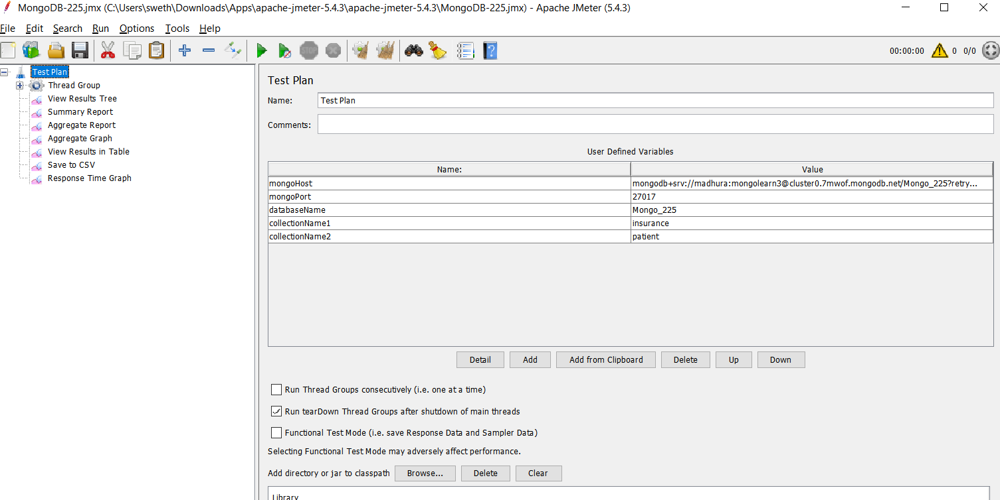 MongoDB-225.jmx (C:\Users\sweth\Downloads\Apps\apache-jmeter-5.4.3\apache-jmeter-5.4.3\MongoDB-225.jmx) - Apache JMeter (5.4.3)
File Edit Search Run Options Tools Help
STOP 00:00:00 0 0/0
Test Plan
Thread Group
View Results Tree
Summary Report
Aggregate Report
Aggregate Graph
View Results in Table
Save to CSV
Response Time Graph
Test Plan
Name: Test Plan
Comments:
User Defined Variables
Name: Value
mongoHost mongodb+srv://madhura:mongolearn3@cluster0.7mwof.mongodb.net/Mongo_225?retry...
mongoPort 27017
databaseName Mongo_225
collectionName1 insurance
collectionName2 patient
Detail Add Add from Clipboard Delete Up Down
Run Thread Groups consecutively (i.e. one at a time)
Run tearDown Thread Groups after shutdown of main threads
Functional Test Mode (i.e. save Response Data and Sampler Data)
Selecting Functional Test Mode may adversely affect performance.
Add directory or jar to classpath Browse... Delete Clear
Library